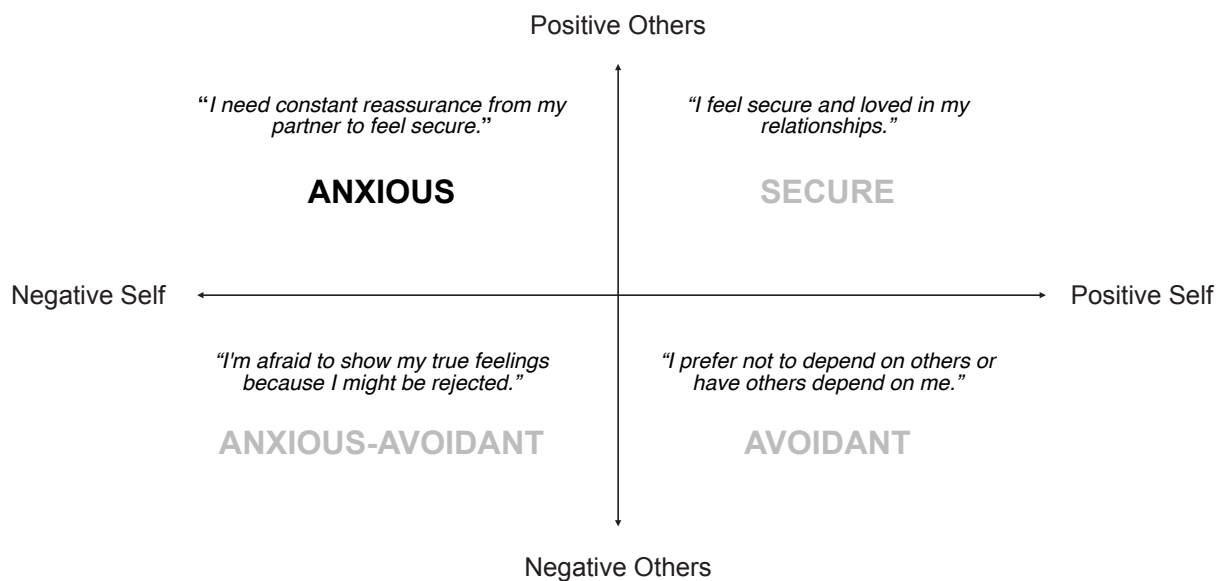 Positive Others
“I need constant reassurance from my
partner to feel secure.”
ANXIOUS
“I feel secure and loved in my
relationships.”
SECURE
Negative Self
Positive Self
“I'm afraid to show my true feelings
because I might be rejected.”
ANXIOUS-AVOIDANT
“I prefer not to depend on others or
have others depend on me.”
AVOIDANT
Negative Others